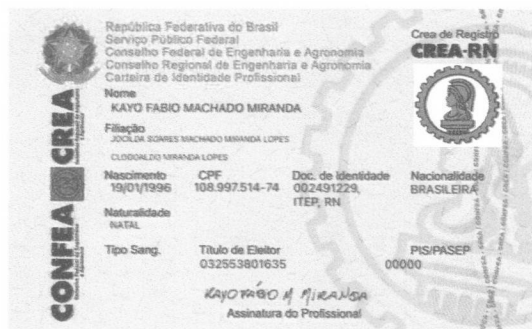 República Federativa do Brasil
Serviço Público Federal
Conselho Federal de Engenharia e Agronomia
Conselho Regional de Engenharia e Agronomia
Carteira de Identidade Profissional
Crea de Registro
CREA-RN
Nome
KAYO FABIO MACHADO MIRANDA
Filiação
JOCILDA SOARES MACHADO MIRANDA LOPES
CLODOALDO MIRANDA LOPES
Nascimento CPF Doc. de Identidade Nacionalidade
19/01/1996 108.997.514-74 002491229, BRASILEIRA
ITEP, RN
Naturalidade
NATAL
Tipo Sang. Título de Eleitor PIS/PASEP
032553801635 00000
KAYO FÁBIO M MIRANDA
Assinatura do Profissional
CONFEA CREA